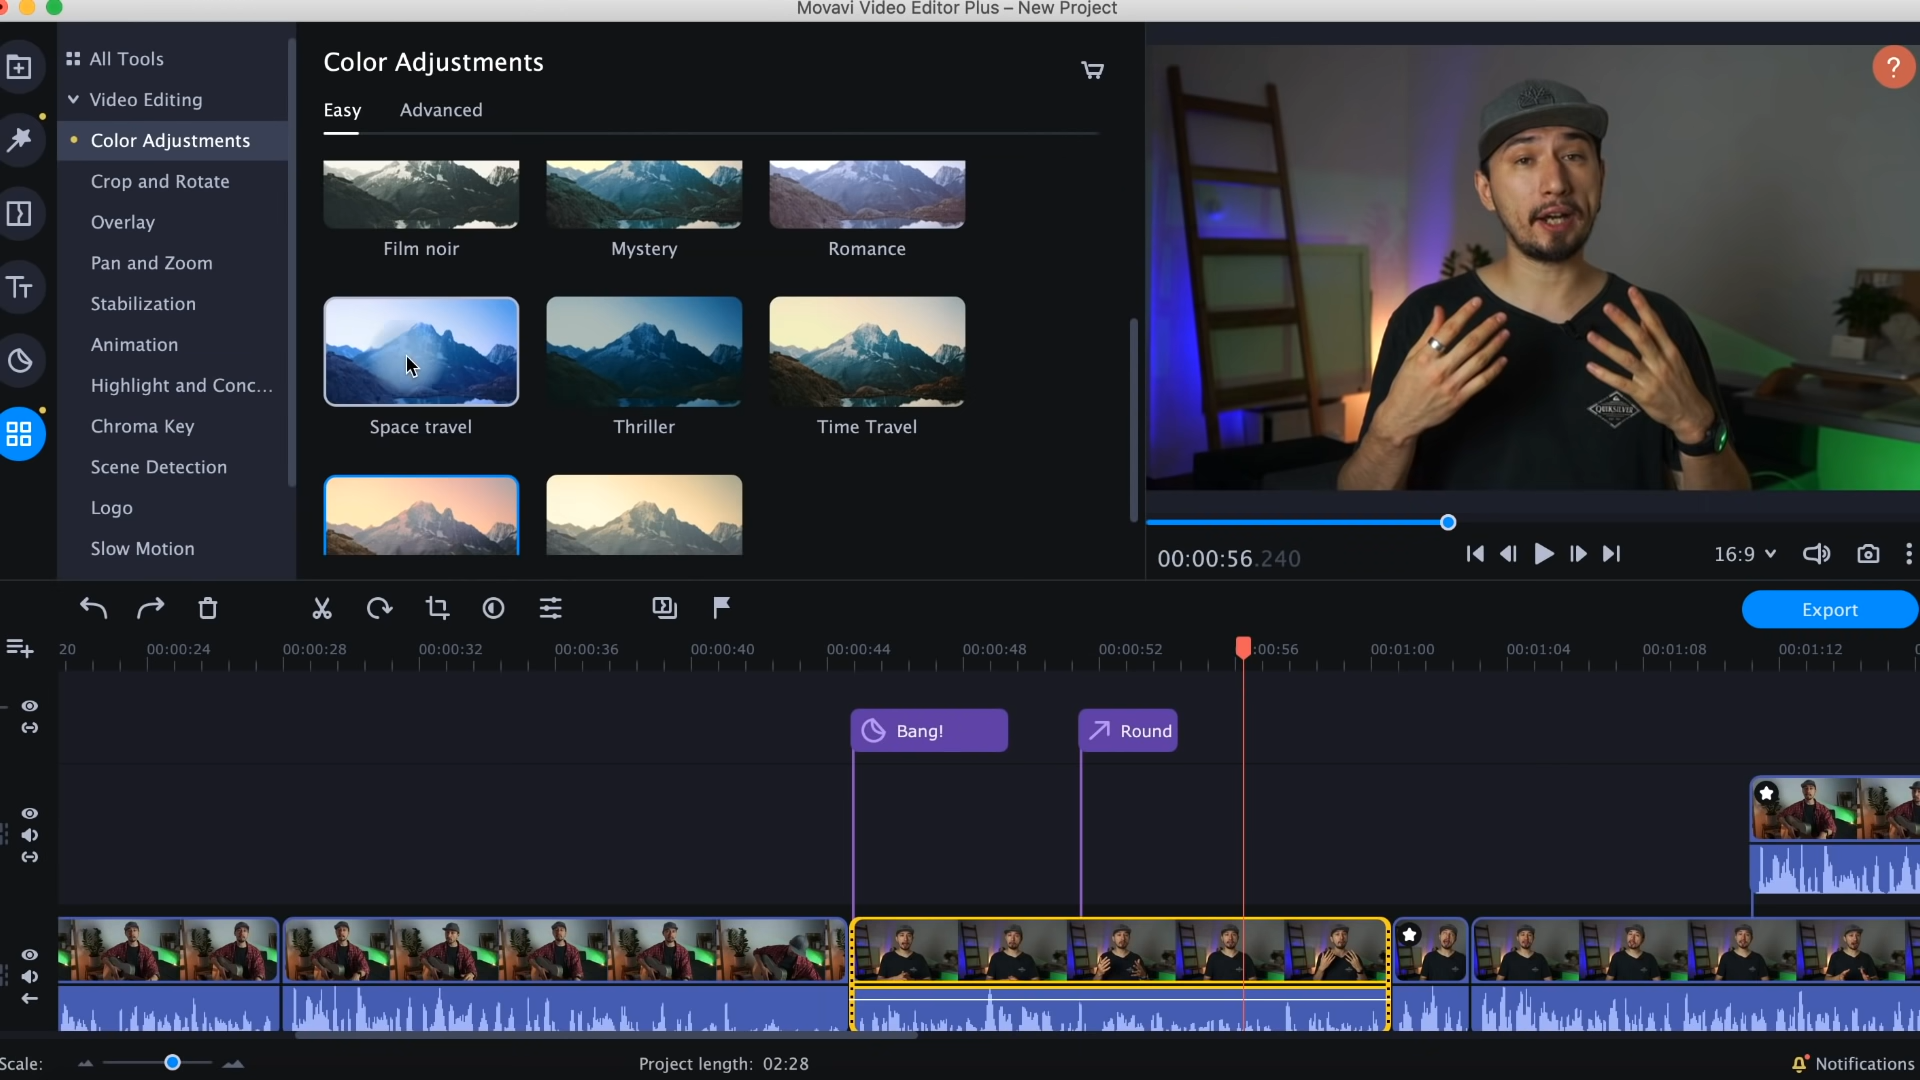 Movavi Video Editor Plus – New Project
All Tools
Video Editing
Color Adjustments
Crop and Rotate
Overlay
Pan and Zoom
Stabilization
Animation
Highlight and Conc...
Chroma Key
Scene Detection
Logo
Slow Motion
Color Adjustments
Easy
Advanced
Film noir
Mystery
Romance
Space travel
Thriller
Time Travel
?
QUIKSILVER
00:00:56.240
16:9
Export
20
00:00:24
00:00:28
00:00:32
00:00:36
00:00:40
00:00:44
00:00:48
00:00:52
:00:56
00:01:00
00:01:04
00:01:08
00:01:12
Bang!
Round
Scale:
Project length: 02:28
Notifications